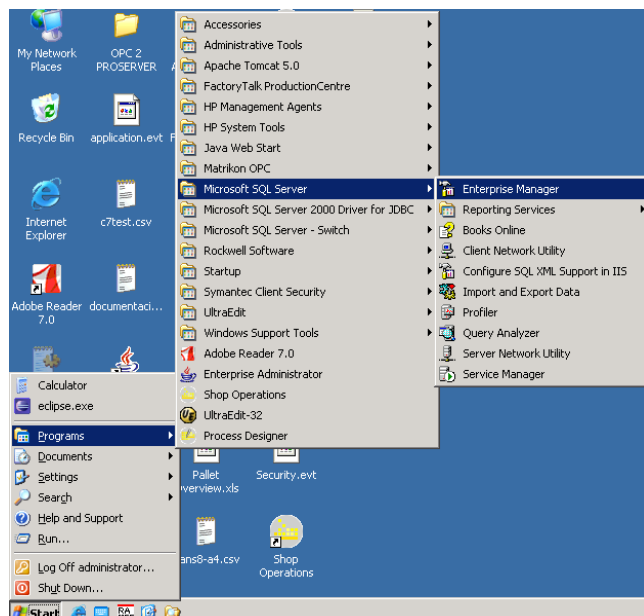 My Network
Places
OPC 2
PROSERVER
Recycle Bin
application.evt
Internet
Explorer
c7test.csv
Adobe Reader
7.0
documentaci...
Accessories
Administrative Tools
Apache Tomcat 5.0
FactoryTalk ProductionCentre
HP Management Agents
HP System Tools
Java Web Start
Matrikon OPC
Microsoft SQL Server
Microsoft SQL Server 2000 Driver for JDBC
Microsoft SQL Server - Switch
Rockwell Software
Startup
Symantec Client Security
UltraEdit
Windows Support Tools
Adobe Reader 7.0
Enterprise Administrator
Shop Operations
UltraEdit-32
Process Designer
Enterprise Manager
Reporting Services
Books Online
Client Network Utility
Configure SQL XML Support in IIS
Import and Export Data
Profiler
Query Analyzer
Server Network Utility
Service Manager
Calculator
eclipse.exe
Programs
Documents
Settings
Search
Help and Support
Run...
Log Off administrator...
Shut Down...
Pallet
verview.xls
Security.evt
ans8-a4.csv
Shop
Operations
Start
RA